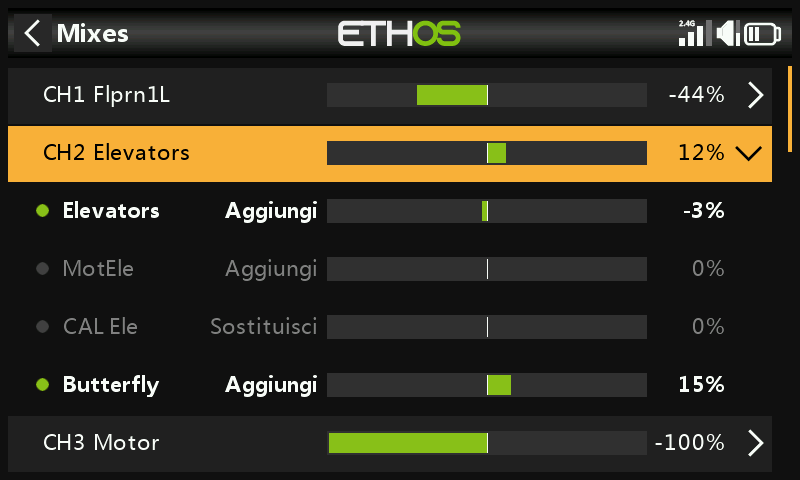 Mixes ETHOS 2.4G
CH1 Flprn1L -44%
CH2 Elevators 12%
Elevators Aggiungi -3%
MotEle Aggiungi 0%
CAL Ele Sostituisci 0%
Butterfly Aggiungi 15%
CH3 Motor -100%